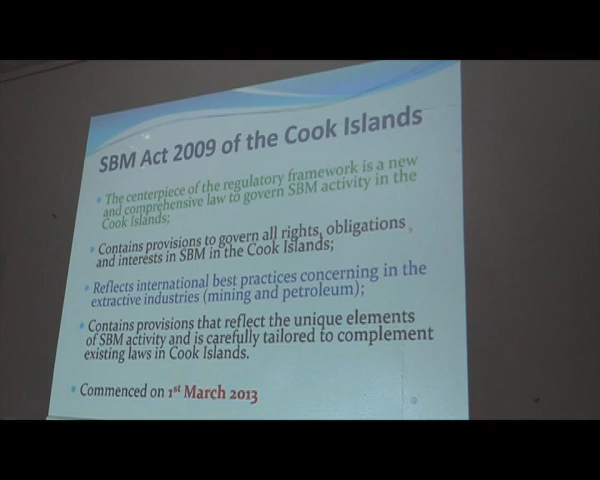 SBM Act 2009 of the Cook Islands
• The centerpiece of the regulatory framework is a new
and comprehensive law to govern SBM activity in the
Cook Islands;
• Contains provisions to govern all rights, obligations
and interests in SBM in the Cook Islands;
• Reflects international best practices concerning in the
extractive industries (mining and petroleum);
• Contains provisions that reflect the unique elements
of SBM activity and is carefully tailored to complement
existing laws in Cook Islands.
• Commenced on 1st March 2013